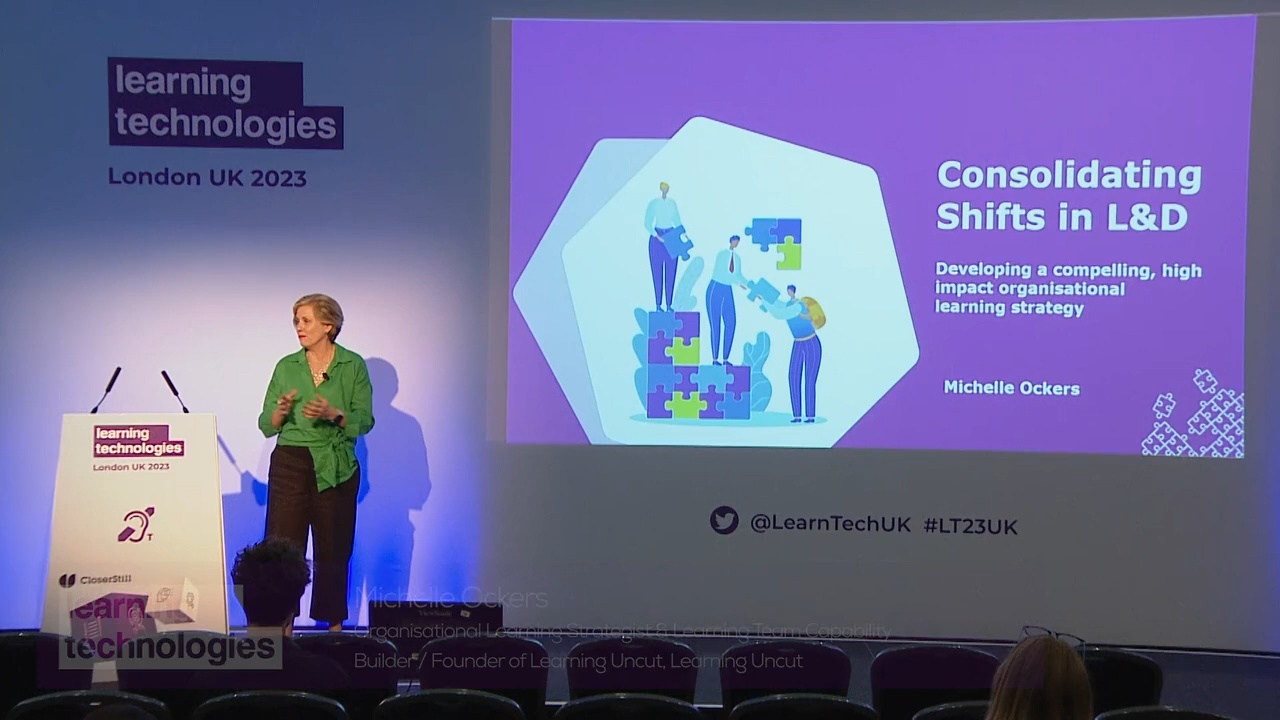 learning
technologies
London UK 2023
Consolidating
Shifts in L&D
Developing a compelling, high
impact organisational
learning strategy
Michelle Ockers
@LearnTechUK #LT23UK
learning
technologies
London UK 2023
T
CloserStill
learn
technologies
Michelle Ockers
Organisational Learning Strategist & Learning Team Capability
Builder / Founder of Learning Uncut, Learning Uncut